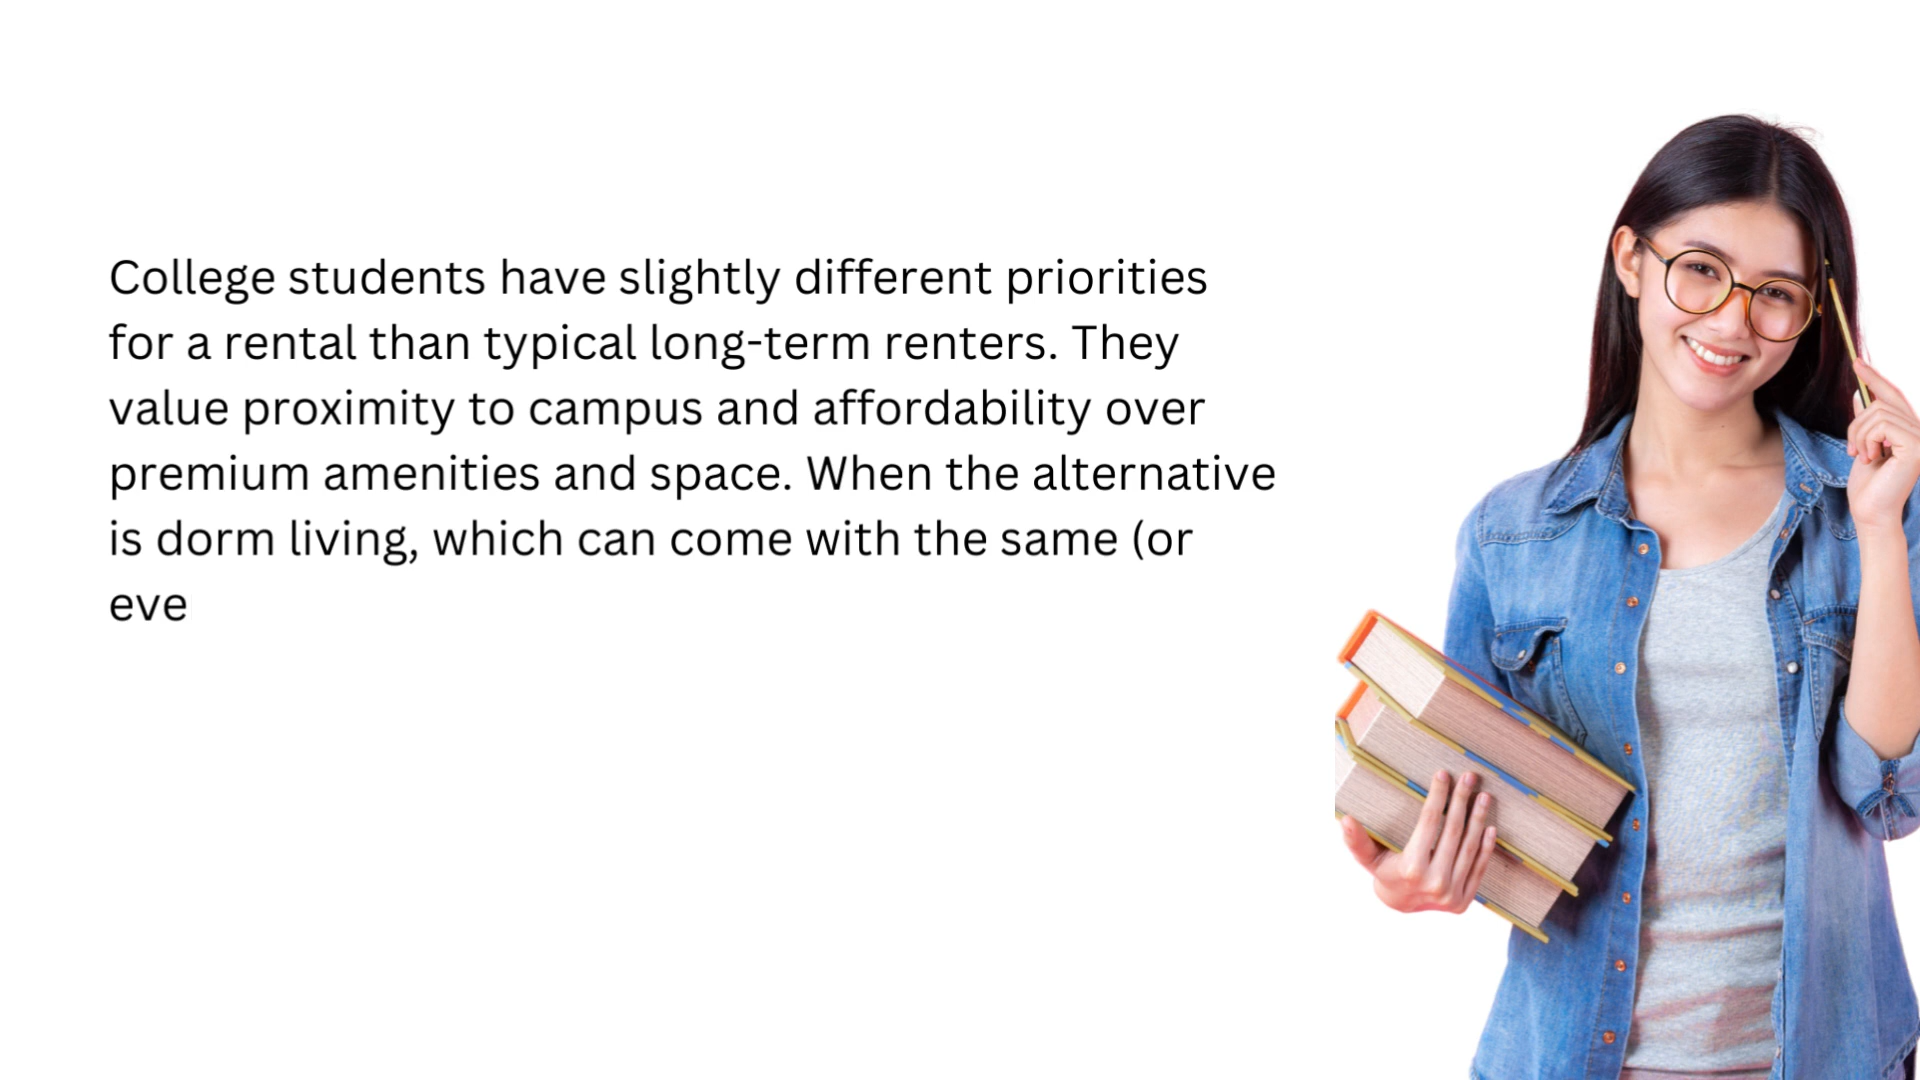 College students have slightly different priorities
for a rental than typical long-term renters. They
value proximity to campus and affordability over
premium amenities and space. When the alternative
is dorm living, which can come with the same (or
eve